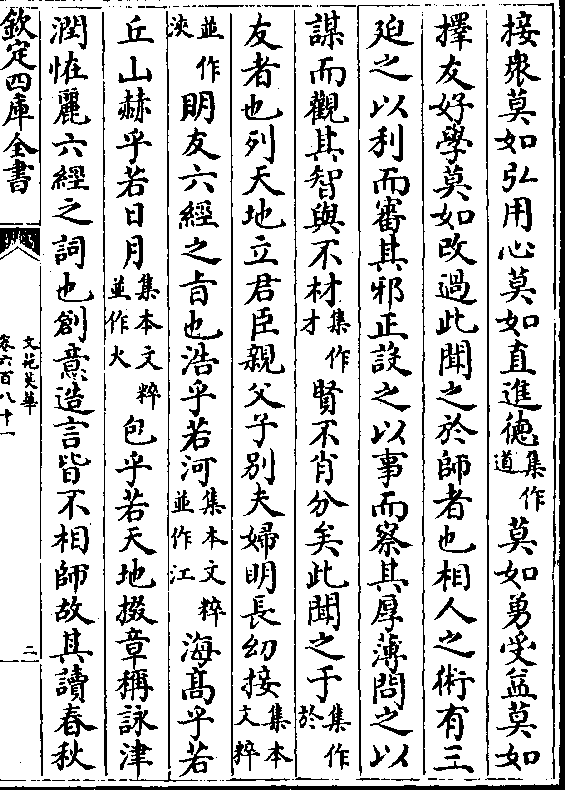 接衆莫如弘用心莫如直進德集作道莫如勇受益莫如
擇友好學莫如改過此聞之於師者也相人之術有三
廹之以利而審其邪正設之以事而察其厚薄問之以
謀而觀其智與不材集作才賢不肖分矣此聞之于集作於
友者也列天地立君臣親父子別夫婦明長幼接集本文粹
並作浹朋友六經之旨也浩乎若河集本文粹並作江海髙乎若
丘山赫乎若日月集本文粹並作火包乎若天地掇章稱詠津
潤恠麗六經之詞也創意造言皆不相師故其讀春秋
欽定四庫全書
文苑英華
卷六百八十一
二